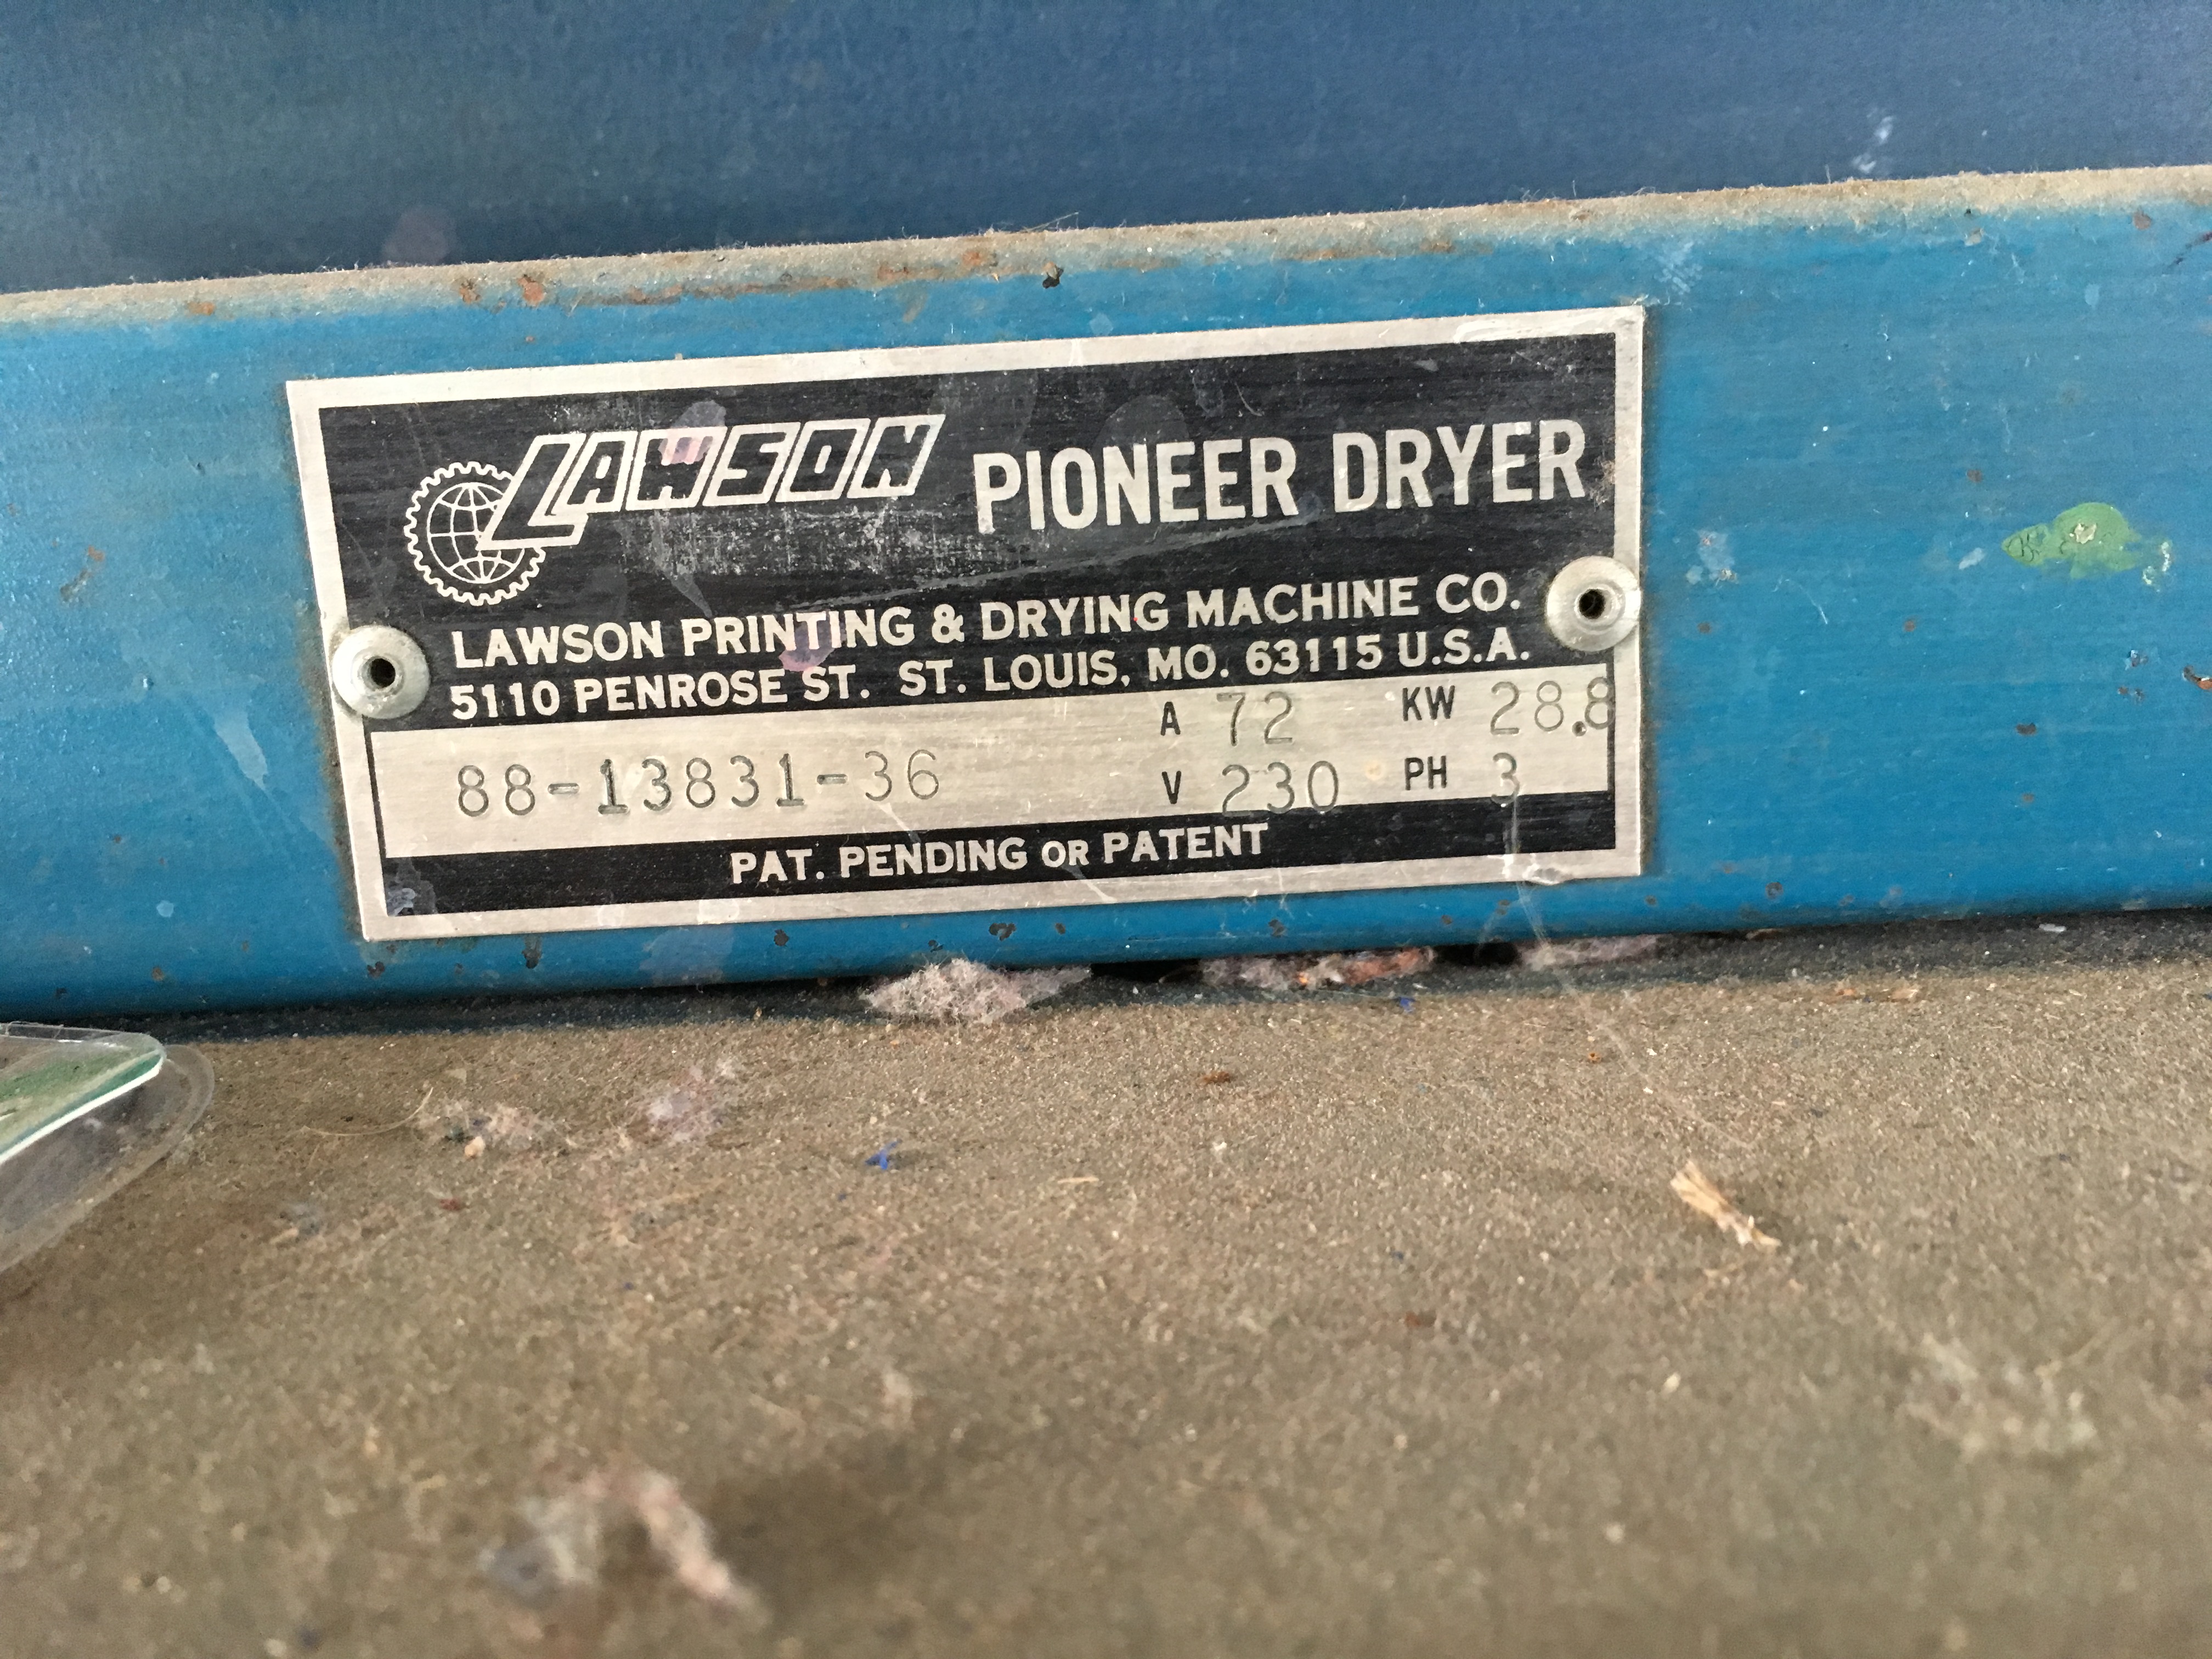 LAWSON PIONEER DRYER
LAWSON PRINTING & DRYING MACHINE CO.
5110 PENROSE ST. ST. LOUIS, MO. 63115 U.S.A.
A 72 KW 28.8
88-13831-36 V 230 PH 3
PAT. PENDING OR PATENT